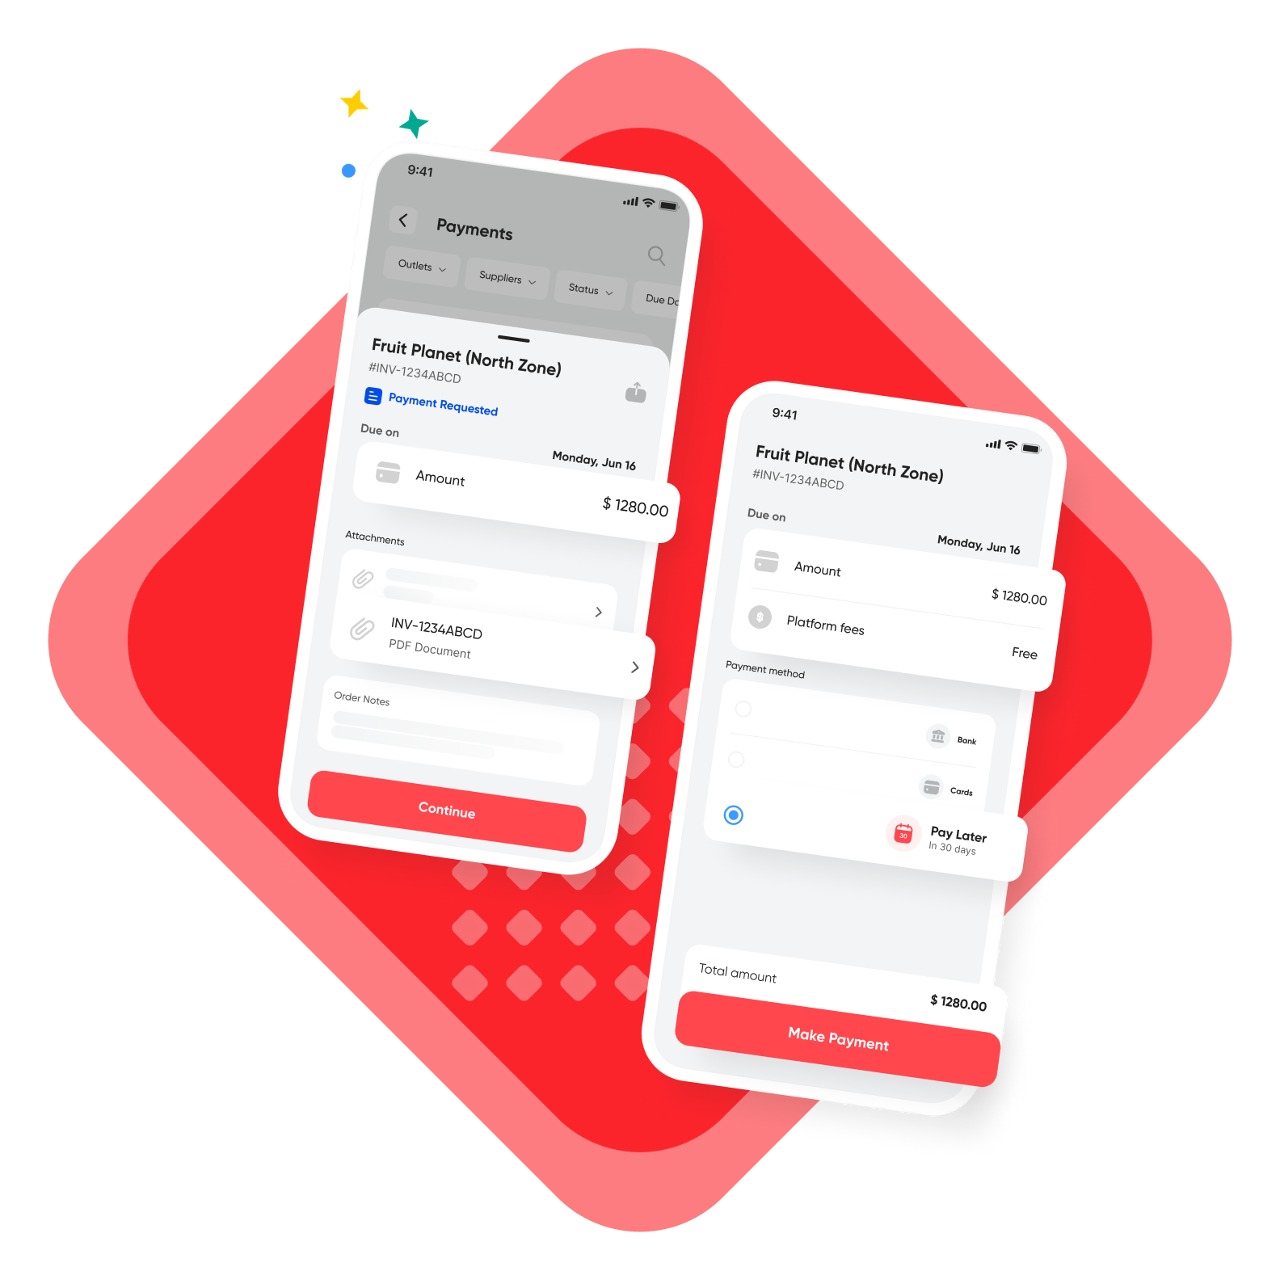 9:41
Payments
Outlets
Suppliers
Status
Due Da
Fruit Planet (North Zone)
#INV-1234ABCD
Payment Requested
Due on
Monday, Jun 16
Amount
$ 1280.00
Attachments
INV-1234ABCD
PDF Document
Order Notes
Continue
9:41
Fruit Planet (North Zone)
#INV-1234ABCD
Due on
Monday, Jun 16
Amount
$ 1280.00
$
Platform fees
Free
Payment method
Bank
Cards
30
Pay Later
In 30 days
Total amount
$ 1280.00
Make Payment